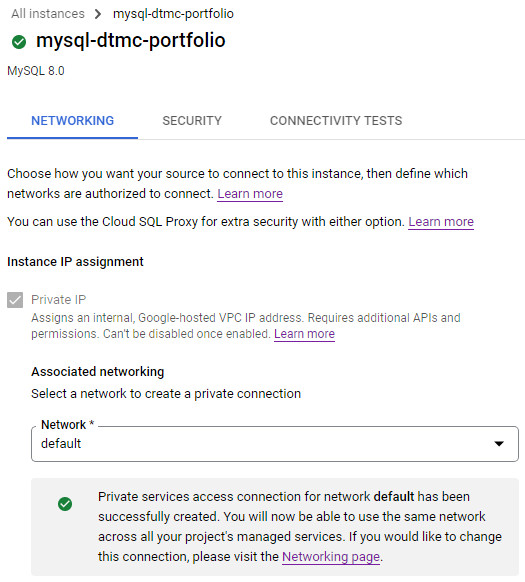 All instances > mysql-dtmc-portfolio
mysql-dtmc-portfolio
MySQL 8.0
NETWORKING SECURITY CONNECTIVITY TESTS
Choose how you want your source to connect to this instance, then define which
networks are authorized to connect. Learn more
You can use the Cloud SQL Proxy for extra security with either option. Learn more
Instance IP assignment
Private IP
Assigns an internal, Google-hosted VPC IP address. Requires additional APIs and
permissions. Can't be disabled once enabled. Learn more
Associated networking
Select a network to create a private connection
Network *
default
Private services access connection for network default has been
successfully created. You will now be able to use the same network
across all your project's managed services. If you would like to change
this connection, please visit the Networking page.